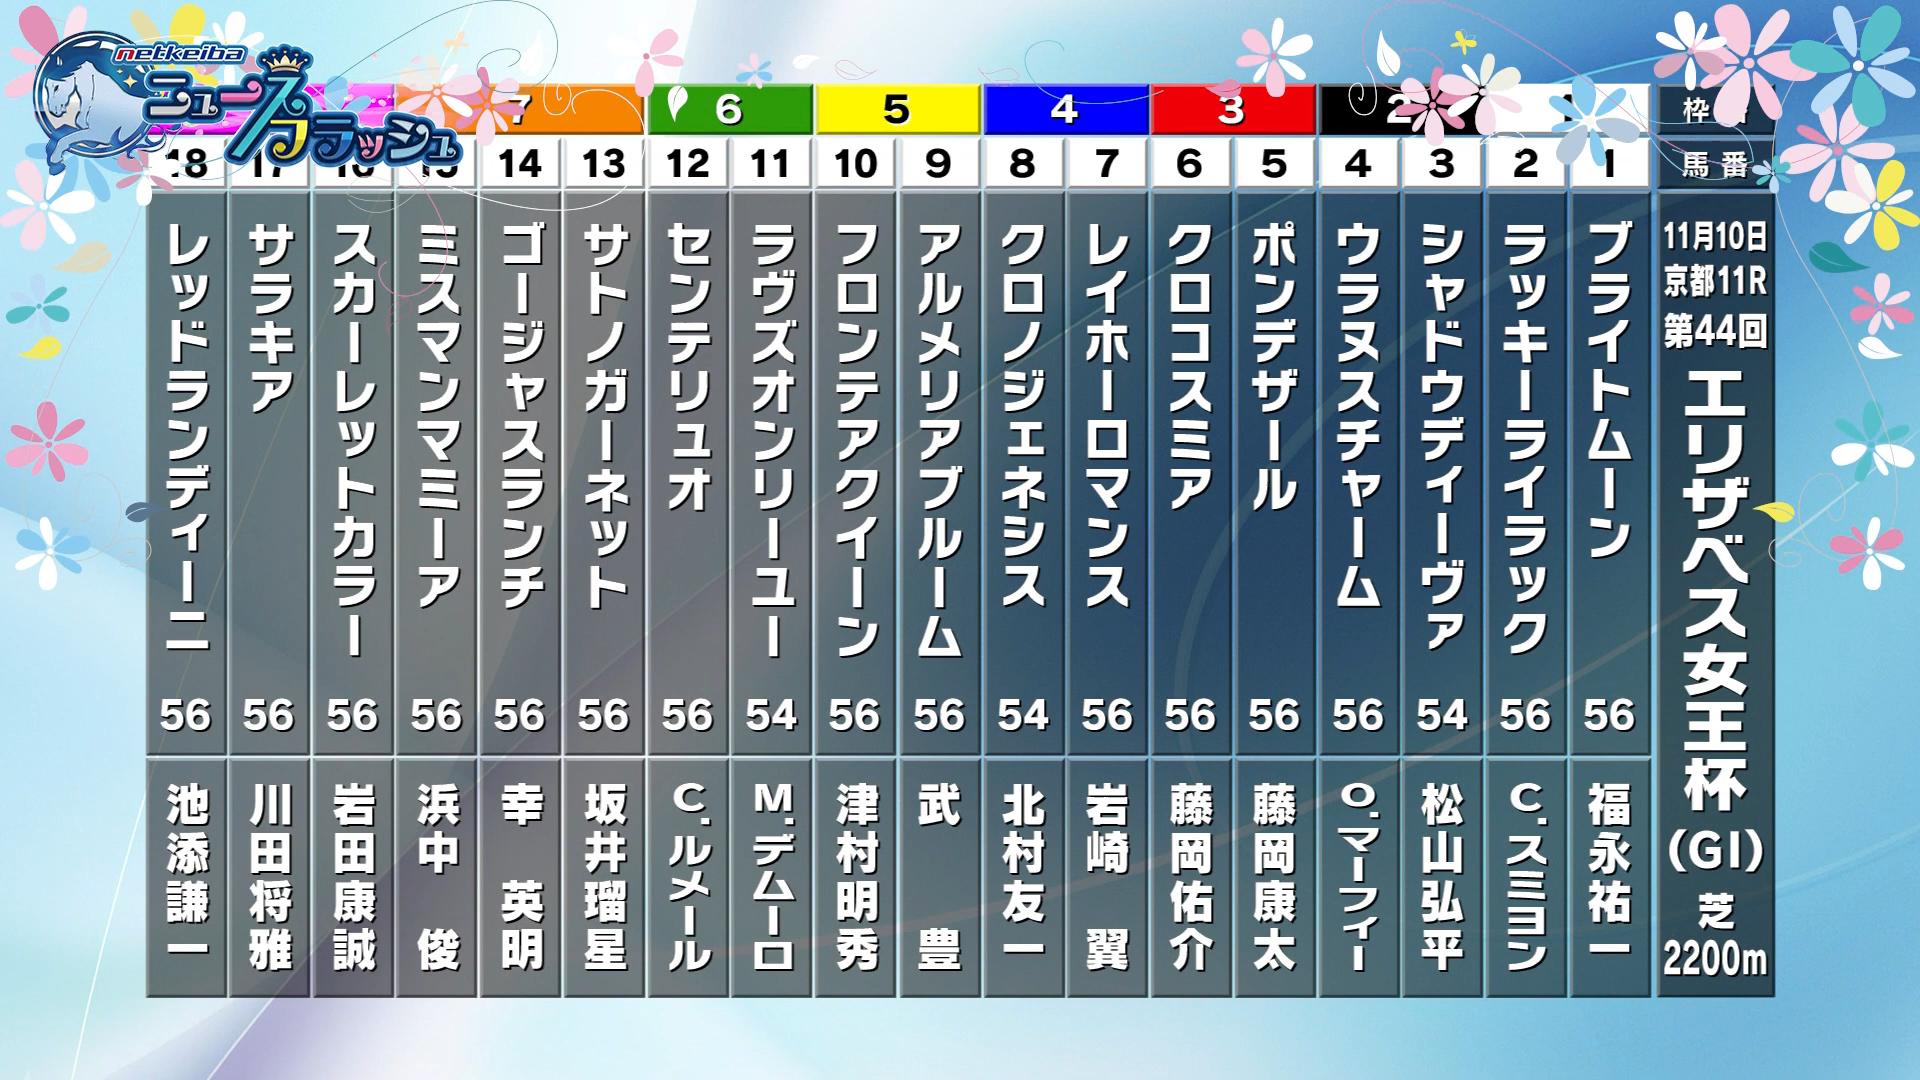 netkeiba
ニュースクラッシュ
枠番
馬番
11月10日
京都11R
第44回
エリザベス女王杯
(GI)
芝
2200m
1
1
ブライトムーン
56
福永祐一
2
ラッキーライラック
56
C.スミヨン
2
3
シャドウディーヴァ
54
松山弘平
4
ウラヌスチャーム
56
O.マーフィー
3
5
ポンデザール
56
藤岡康太
6
クロコスミア
56
藤岡佑介
4
7
レイホーロマンス
56
岩崎 翼
8
クロノジェネシス
54
北村友一
5
9
アルメリアブルーム
56
武 豊
10
フロンテアクイーン
56
津村明秀
6
11
ラヴズオンリーユー
54
M.デムーロ
12
センテリュオ
56
C.ルメール
7
13
サトノガーネット
56
坂井瑠星
14
ゴージャスランチ
56
幸 英明
15
ミスマンマミーア
56
浜中 俊
16
スカーレットカラー
56
岩田康誠
17
サラキア
56
川田将雅
18
レッドランディーニ
56
池添謙一